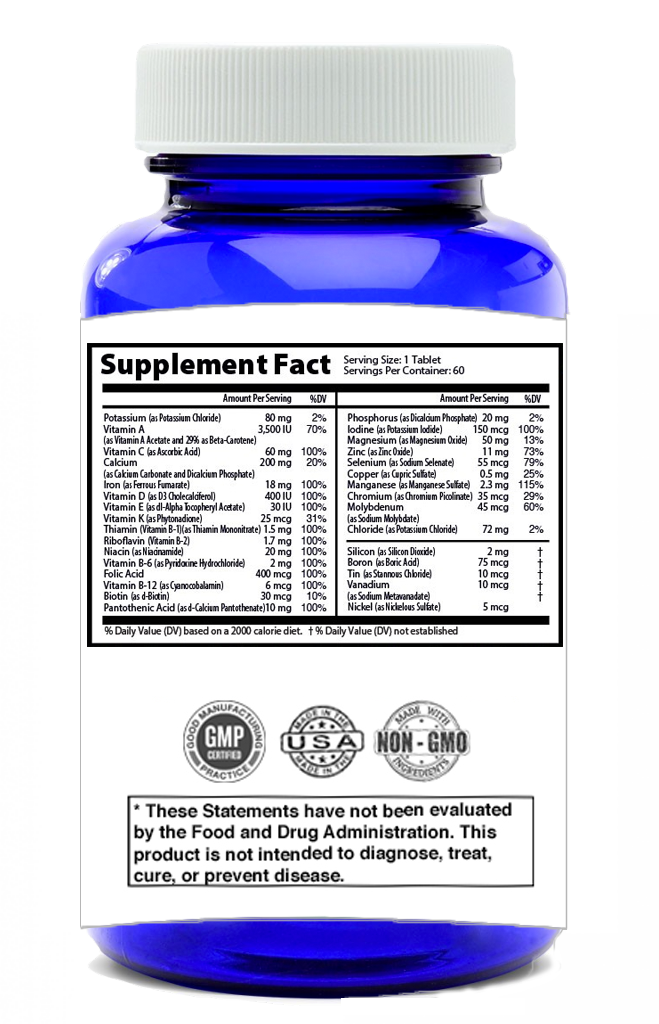 Supplement Fact
Serving Size: 1 Tablet
Servings Per Container: 60
Amount Per Serving %DV
Potassium (as Potassium Chloride) 80 mg 2%
Vitamin A 3,500 IU 70%
(as Vitamin A Acetate and 29% as Beta-Carotene)
Vitamin C (as Ascorbic Acid) 60 mg 100%
Calcium 200 mg 20%
(as Calcium Carbonate and Dicalcium Phosphate)
Iron (as Ferrous Fumarate) 18 mg 100%
Vitamin D (as D3 Cholecalciferol) 400 IU 100%
Vitamin E (as dl-Alpha Tocopheryl Acetate) 30 IU 100%
Vitamin K (as Phytonadione) 25 mcg 31%
Thiamin (Vitamin B-1)(as Thiamin Mononitrate) 1.5 mg 100%
Riboflavin (Vitamin B-2) 1.7 mg 100%
Niacin (as Niacinamide) 20 mg 100%
Vitamin B-6 (as Pyridoxine Hydrochloride) 2 mg 100%
Folic Acid 400 mcg 100%
Vitamin B-12 (as Cyanocobalamin) 6 mcg 100%
Biotin (as d-Biotin) 30 mcg 10%
Pantothenic Acid (as d-Calcium Pantothenate) 10 mg 100%
Amount Per Serving %DV
Phosphorus (as Dicalcium Phosphate) 20 mg 2%
Iodine (as Potassium Iodide) 150 mcg 100%
Magnesium (as Magnesium Oxide) 50 mg 13%
Zinc (as Zinc Oxide) 11 mg 73%
Selenium (as Sodium Selenate) 55 mcg 79%
Copper (as Cupric Sulfate) 0.5 mg 25%
Manganese (as Manganese Sulfate) 2.3 mg 115%
Chromium (as Chromium Picolinate) 35 mcg 29%
Molybdenum 45 mcg 60%
(as Sodium Molybdate)
Chloride (as Potassium Chloride) 72 mg 2%
Silicon (as Silicon Dioxide) 2 mg †
Boron (as Boric Acid) 75 mcg †
Tin (as Stannous Chloride) 10 mcg †
Vanadium 10 mcg †
(as Sodium Metavanadate) †
Nickel (as Nickelous Sulfate) 5 mcg
% Daily Value (DV) based on a 2000 calorie diet. † % Daily Value (DV) not established
GOOD MANUFACTURING
GMP
CERTIFIED
PRACTICE
MADE IN THE
USA
MADE IN THE
MADE WITH
NON - GMO
INGREDIENTS
* These Statements have not been evaluated
by the Food and Drug Administration. This
product is not intended to diagnose, treat,
cure, or prevent disease.